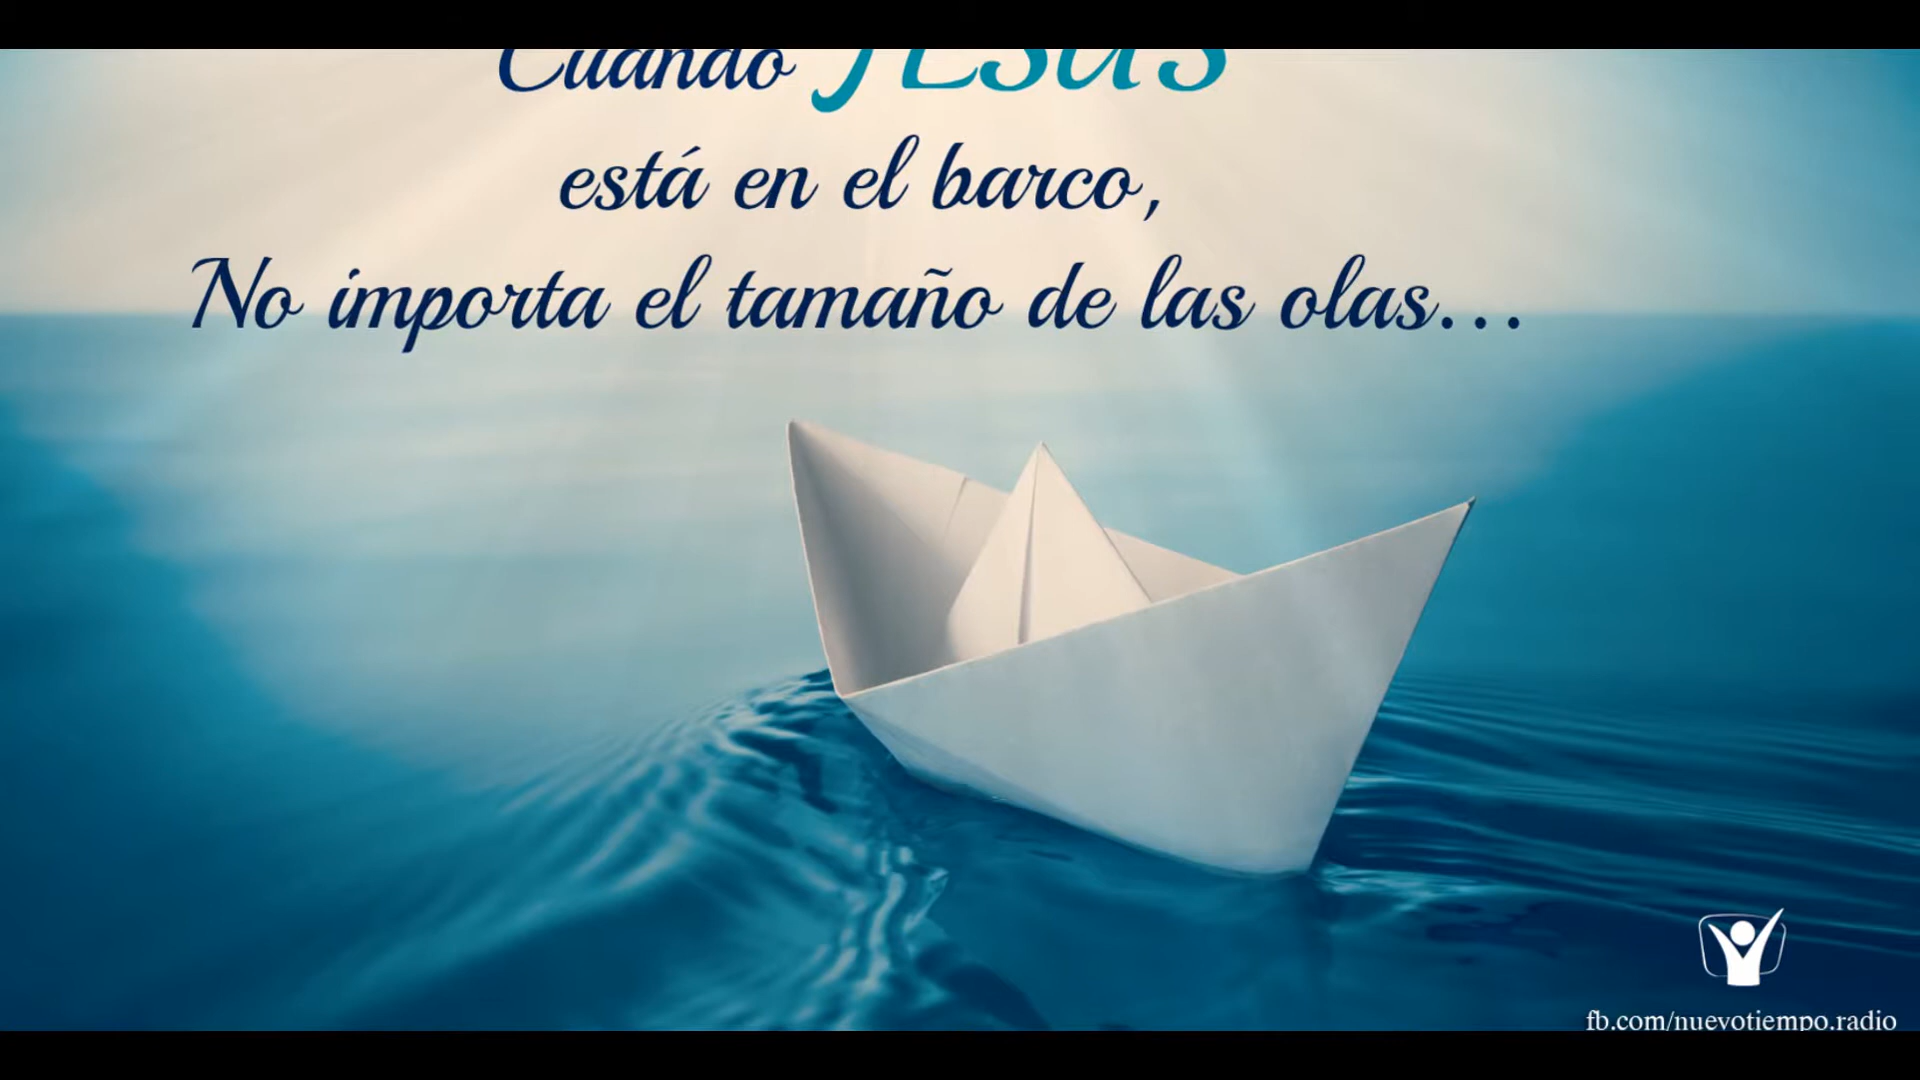 Cuando JESÚS
está en el barco,
No importa el tamaño de las olas...
fb.com/nuevotiempo.radio